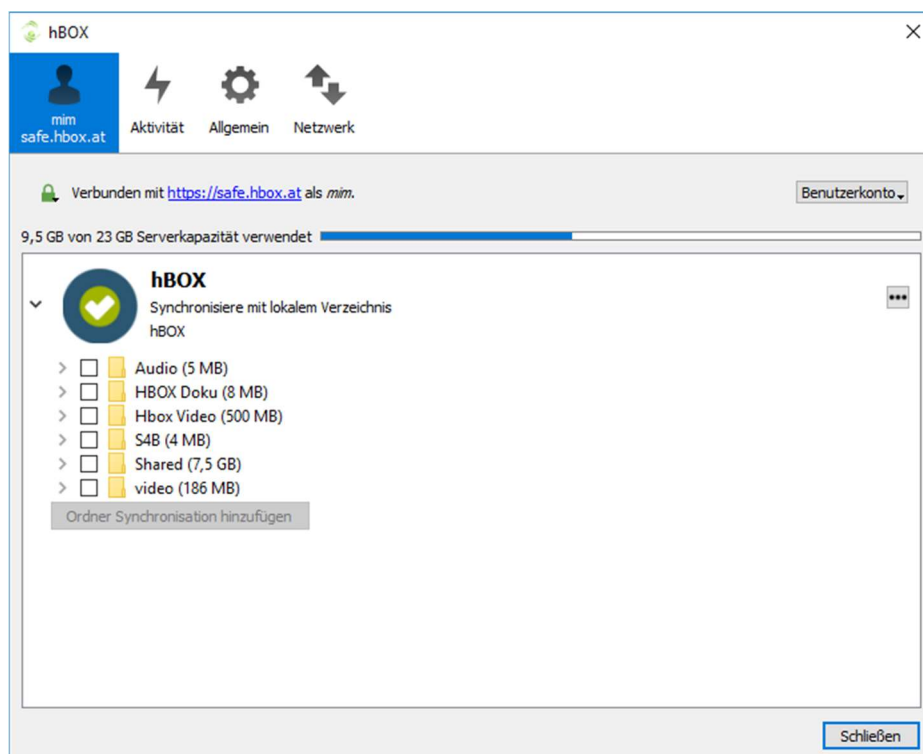 hBOX
mim
safe.hbox.at
Aktivität
Allgemein
Netzwerk
Verbunden mit https://safe.hbox.at als mim.
Benutzerkonto
9,5 GB von 23 GB Serverkapazität verwendet
hBOX
Synchronisiere mit lokalem Verzeichnis
hBOX
Audio (5 MB)
HBOX Doku (8 MB)
Hbox Video (500 MB)
S4B (4 MB)
Shared (7,5 GB)
video (186 MB)
Ordner Synchronisation hinzufügen
Schließen